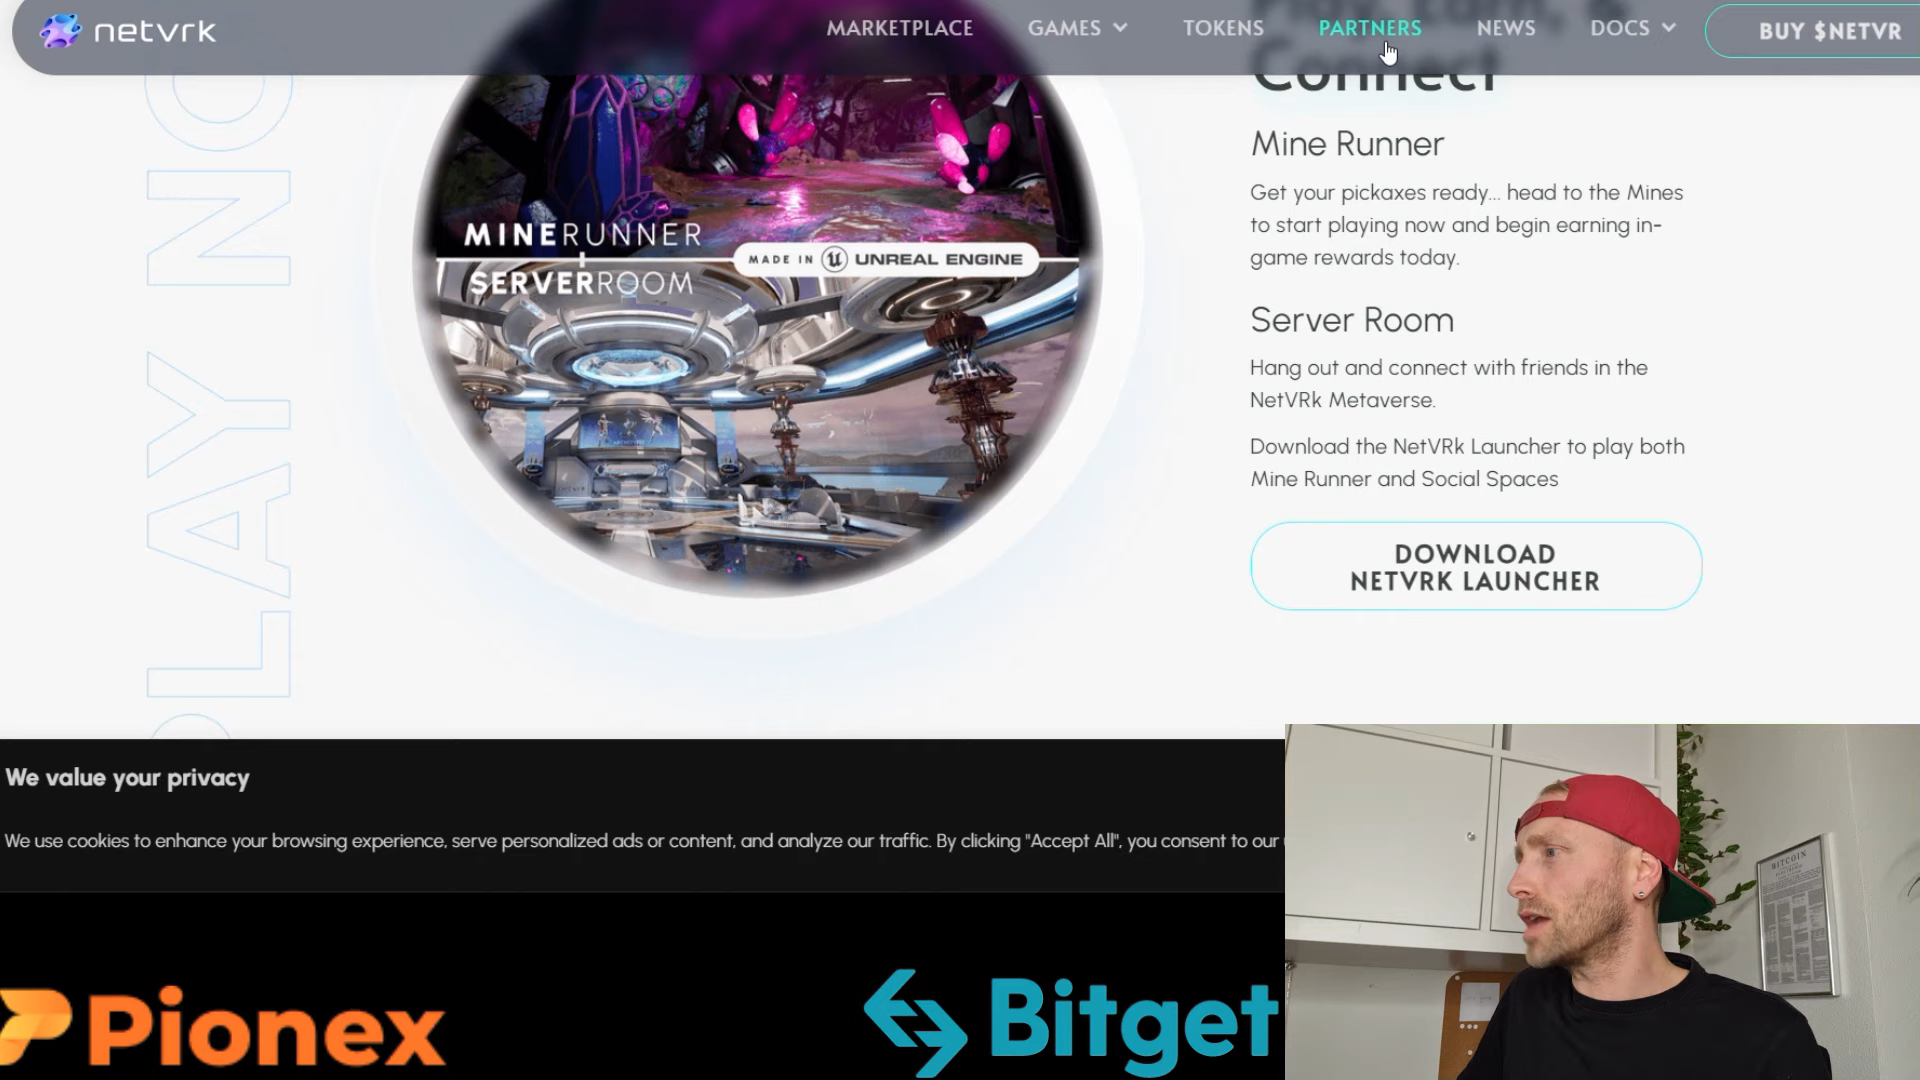 netvrk
MARKETPLACE
GAMES
TOKENS
PARTNERS
NEWS
DOCS
BUY $NETVR
Connect
PLAY NO
MINERUNNER
SERVERROOM
MADE IN UNREAL ENGINE
Mine Runner
Get your pickaxes ready... head to the Mines
to start playing now and begin earning in-
game rewards today.
Server Room
Hang out and connect with friends in the
NetVRk Metaverse.
Download the NetVRk Launcher to play both
Mine Runner and Social Spaces
DOWNLOAD
NETVRK LAUNCHER
We value your privacy
We use cookies to enhance your browsing experience, serve personalized ads or content, and analyze our traffic. By clicking "Accept All", you consent to our
Pionex
Bitget
BITCOIN